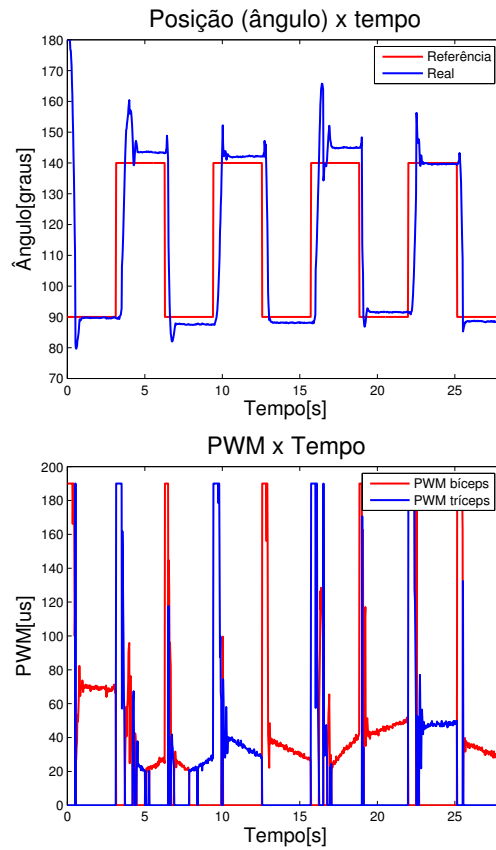 Posição (ângulo) x tempo
180
170
160
150
140
130
120
110
100
90
80
70
Ângulo[graus]
Referência
Real
0 5 10 15 20 25
Tempo[s]
PWM x Tempo
200
180
160
140
120
100
80
60
40
20
0
PWM[us]
PWM bíceps
PWM tríceps
0 5 10 15 20 25
Tempo[s]